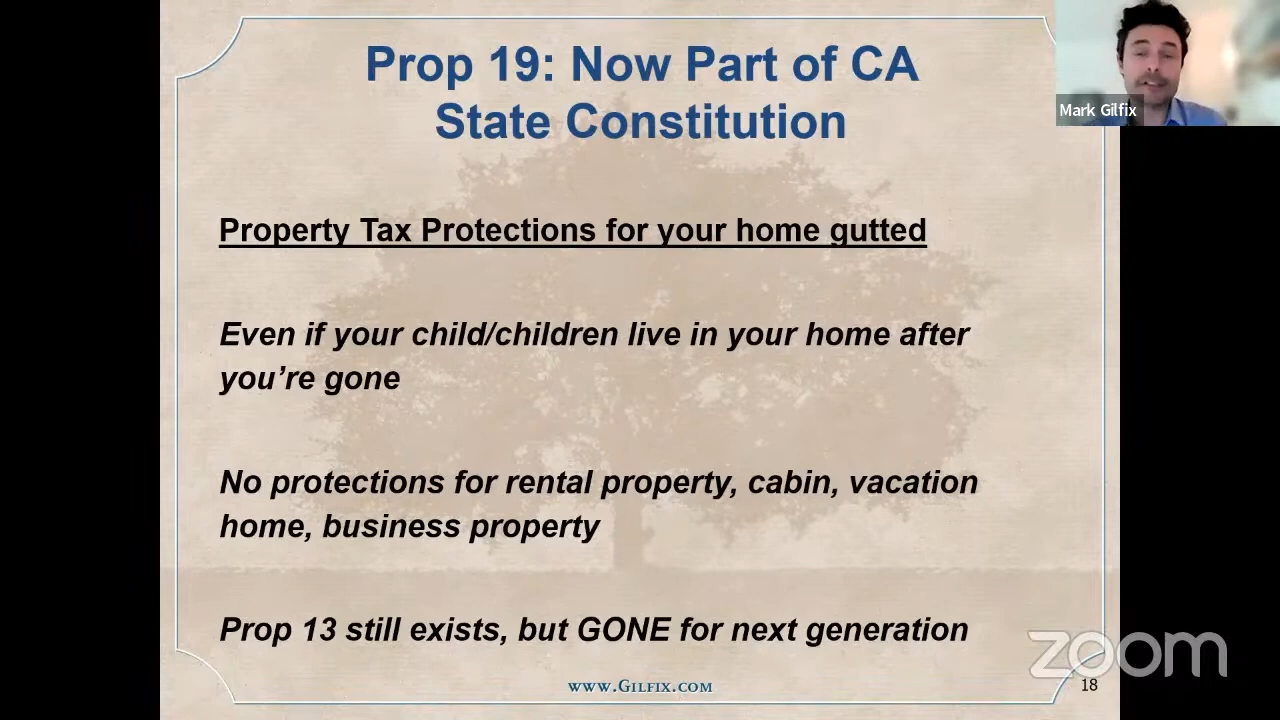 Prop 19: Now Part of CA
State Constitution
Mark Gilfix
Property Tax Protections for your home gutted
Even if your child/children live in your home after
you’re gone
No protections for rental property, cabin, vacation
home, business property
Prop 13 still exists, but GONE for next generation
zoom
www.Gilfix.com
18